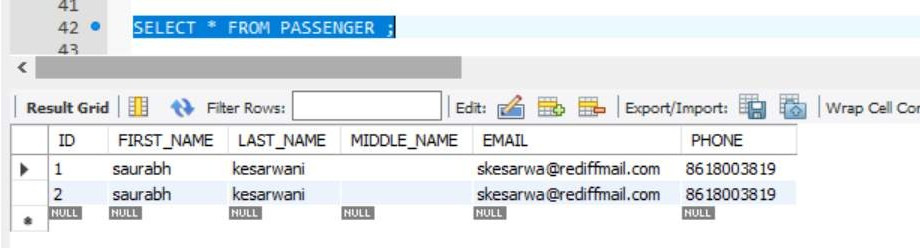 41
42 SELECT * FROM PASSENGER ;
43
Result Grid Filter Rows: Edit: Export/Import: Wrap Cell Con
ID FIRST_NAME LAST_NAME MIDDLE_NAME EMAIL PHONE
1 saurabh kesarwani skesarwa@rediffmail.com 8618003819
2 saurabh kesarwani skesarwa@rediffmail.com 8618003819
NULL NULL NULL NULL NULL NULL